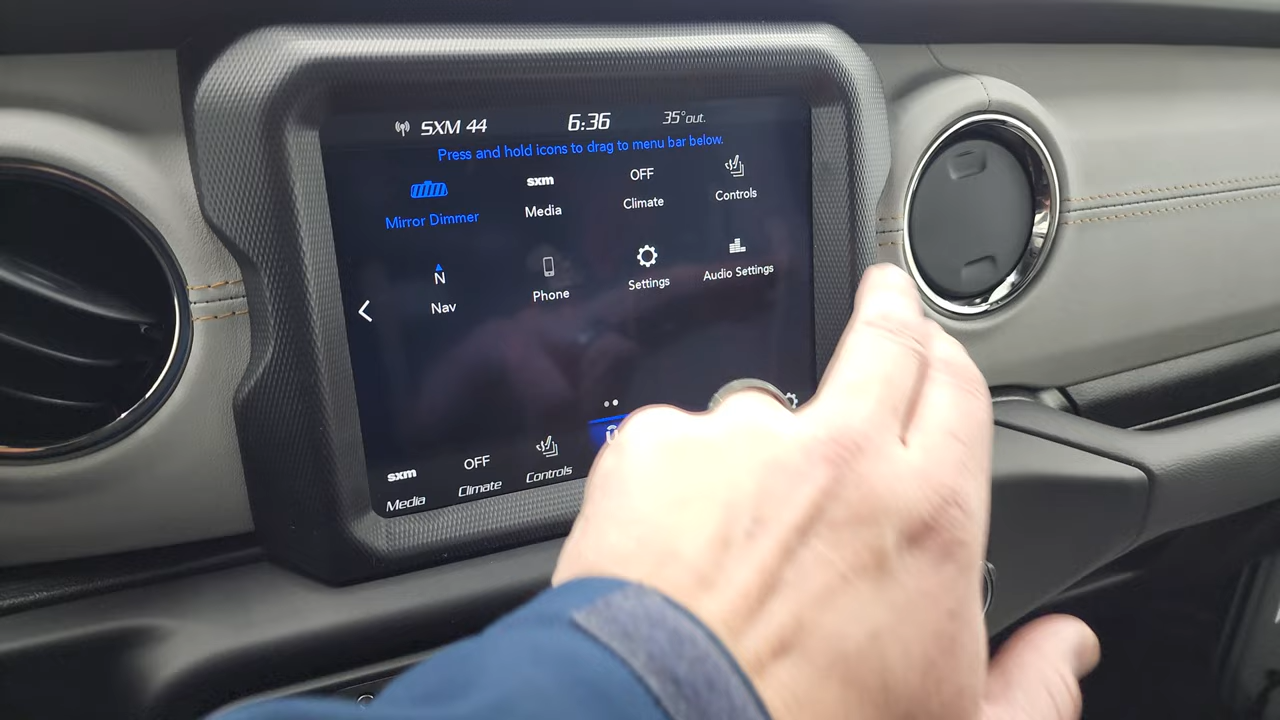 SXM 44 6:36 35° out.
Press and hold icons to drag to menu bar below.
sxm OFF
Mirror Dimmer Media Climate Controls
N
Nav Phone Settings Audio Settings
sxm OFF
Media Climate Controls